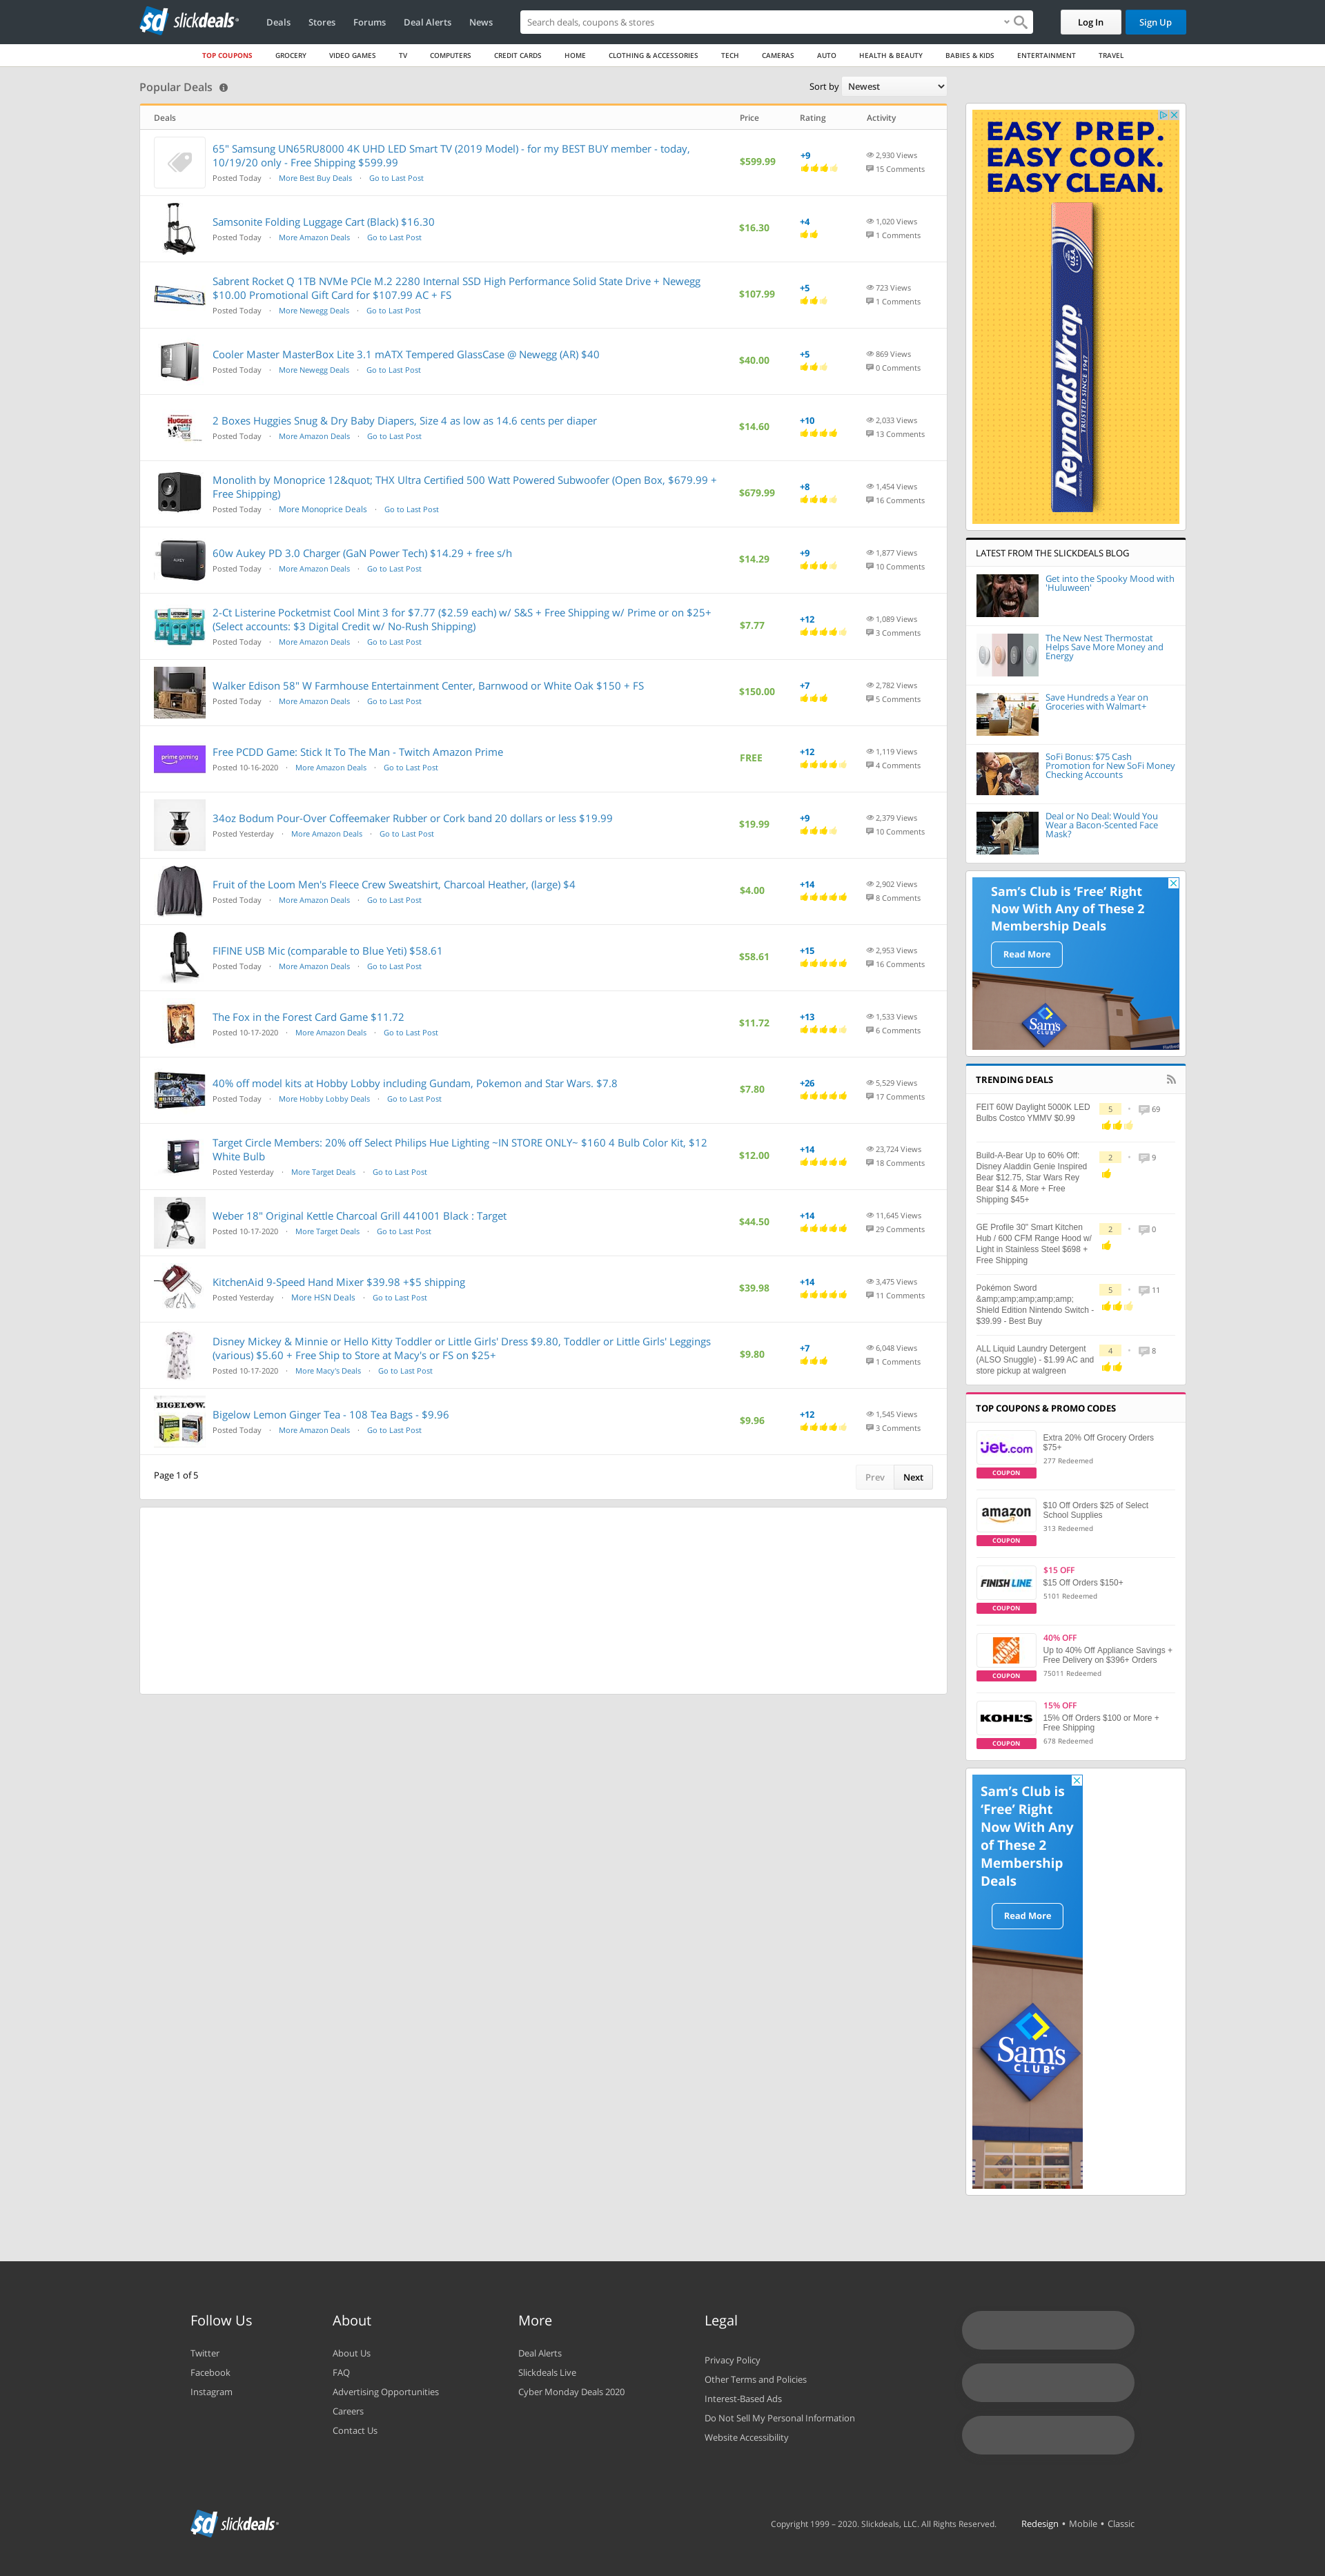 slickdeals
Deals
Stores
Forums
Deal Alerts
News
Search deals, coupons & stores
Log In
Sign Up
TOP COUPONS
GROCERY
VIDEO GAMES
TV
COMPUTERS
CREDIT CARDS
HOME
CLOTHING & ACCESSORIES
TECH
CAMERAS
AUTO
HEALTH & BEAUTY
BABIES & KIDS
ENTERTAINMENT
TRAVEL
Popular Deals
Sort by Newest
Deals Price Rating Activity
65" Samsung UN65RU8000 4K UHD LED Smart TV (2019 Model) - for my BEST BUY member - today,
10/19/20 only - Free Shipping $599.99
Posted Today · More Best Buy Deals · Go to Last Post
$599.99
+9
2,930 Views
15 Comments
Samsonite Folding Luggage Cart (Black) $16.30
Posted Today · More Amazon Deals · Go to Last Post
$16.30
+4
1,020 Views
1 Comments
Sabrent Rocket Q 1TB NVMe PCIe M.2 2280 Internal SSD High Performance Solid State Drive + Newegg
$10.00 Promotional Gift Card for $107.99 AC + FS
Posted Today · More Newegg Deals · Go to Last Post
$107.99
+5
723 Views
1 Comments
Cooler Master MasterBox Lite 3.1 mATX Tempered GlassCase @ Newegg (AR) $40
Posted Today · More Newegg Deals · Go to Last Post
$40.00
+5
869 Views
0 Comments
HUGGIES
2 Boxes Huggies Snug & Dry Baby Diapers, Size 4 as low as 14.6 cents per diaper
Posted Today · More Amazon Deals · Go to Last Post
$14.60
+10
2,033 Views
13 Comments
Monolith by Monoprice 12&quot; THX Ultra Certified 500 Watt Powered Subwoofer (Open Box, $679.99 +
Free Shipping)
Posted Today · More Monoprice Deals · Go to Last Post
$679.99
+8
1,454 Views
16 Comments
AUKEY
60w Aukey PD 3.0 Charger (GaN Power Tech) $14.29 + free s/h
Posted Today · More Amazon Deals · Go to Last Post
$14.29
+9
1,877 Views
10 Comments
2-Ct Listerine Pocketmist Cool Mint 3 for $7.77 ($2.59 each) w/ S&S + Free Shipping w/ Prime or on $25+
(Select accounts: $3 Digital Credit w/ No-Rush Shipping)
Posted Today · More Amazon Deals · Go to Last Post
$7.77
+12
1,089 Views
3 Comments
Walker Edison 58" W Farmhouse Entertainment Center, Barnwood or White Oak $150 + FS
Posted Today · More Amazon Deals · Go to Last Post
$150.00
+7
2,782 Views
5 Comments
prime gaming
Free PCDD Game: Stick It To The Man - Twitch Amazon Prime
Posted 10-16-2020 · More Amazon Deals · Go to Last Post
FREE
+12
1,119 Views
4 Comments
34oz Bodum Pour-Over Coffeemaker Rubber or Cork band 20 dollars or less $19.99
Posted Yesterday · More Amazon Deals · Go to Last Post
$19.99
+9
2,379 Views
10 Comments
Fruit of the Loom Men's Fleece Crew Sweatshirt, Charcoal Heather, (large) $4
Posted Today · More Amazon Deals · Go to Last Post
$4.00
+14
2,902 Views
8 Comments
FIFINE USB Mic (comparable to Blue Yeti) $58.61
Posted Today · More Amazon Deals · Go to Last Post
$58.61
+15
2,953 Views
16 Comments
The Fox in the Forest Card Game $11.72
Posted 10-17-2020 · More Amazon Deals · Go to Last Post
$11.72
+13
1,533 Views
6 Comments
40% off model kits at Hobby Lobby including Gundam, Pokemon and Star Wars. $7.8
Posted Today · More Hobby Lobby Deals · Go to Last Post
$7.80
+26
5,529 Views
17 Comments
Target Circle Members: 20% off Select Philips Hue Lighting ~IN STORE ONLY~ $160 4 Bulb Color Kit, $12
White Bulb
Posted Yesterday · More Target Deals · Go to Last Post
$12.00
+14
23,724 Views
18 Comments
Weber 18" Original Kettle Charcoal Grill 441001 Black : Target
Posted 10-17-2020 · More Target Deals · Go to Last Post
$44.50
+14
11,645 Views
29 Comments
KitchenAid 9-Speed Hand Mixer $39.98 +$5 shipping
Posted Yesterday · More HSN Deals · Go to Last Post
$39.98
+14
3,475 Views
11 Comments
Disney Mickey & Minnie or Hello Kitty Toddler or Little Girls' Dress $9.80, Toddler or Little Girls' Leggings
(various) $5.60 + Free Ship to Store at Macy's or FS on $25+
Posted 10-17-2020 · More Macy's Deals · Go to Last Post
$9.80
+7
6,048 Views
1 Comments
BIGELOW
Bigelow Lemon Ginger Tea - 108 Tea Bags - $9.96
Posted Today · More Amazon Deals · Go to Last Post
$9.96
+12
1,545 Views
3 Comments
Page 1 of 5
Prev
Next
EASY PREP.
EASY COOK.
EASY CLEAN.
Reynolds Wrap
TRUSTED SINCE 1947
LATEST FROM THE SLICKDEALS BLOG
Get into the Spooky Mood with
'Huluween'
The New Nest Thermostat
Helps Save More Money and
Energy
Save Hundreds a Year on
Groceries with Walmart+
SoFi Bonus: $75 Cash
Promotion for New SoFi Money
Checking Accounts
Deal or No Deal: Would You
Wear a Bacon-Scented Face
Mask?
Sam's Club is 'Free' Right
Now With Any of These 2
Membership Deals
Read More
Sam's
CLUB
TRENDING DEALS
FEIT 60W Daylight 5000K LED
Bulbs Costco YMMV $0.99
5 · 69
Build-A-Bear Up to 60% Off:
Disney Aladdin Genie Inspired
Bear $12.75, Star Wars Rey
Bear $14 & More + Free
Shipping $45+
2 · 9
GE Profile 30" Smart Kitchen
Hub / 600 CFM Range Hood w/
Light in Stainless Steel $698 +
Free Shipping
2 · 0
Pokémon Sword
&amp;amp;amp;amp;amp;
Shield Edition Nintendo Switch -
$39.99 - Best Buy
5 · 11
ALL Liquid Laundry Detergent
(ALSO Snuggle) - $1.99 AC and
store pickup at walgreen
4 · 8
TOP COUPONS & PROMO CODES
jet.com
COUPON
Extra 20% Off Grocery Orders
$75+
277 Redeemed
amazon
COUPON
$10 Off Orders $25 of Select
School Supplies
313 Redeemed
FINISH LINE
COUPON
$15 OFF
$15 Off Orders $150+
5101 Redeemed
THE HOME DEPOT
COUPON
40% OFF
Up to 40% Off Appliance Savings +
Free Delivery on $396+ Orders
75011 Redeemed
KOHL'S
COUPON
15% OFF
15% Off Orders $100 or More +
Free Shipping
678 Redeemed
Sam's Club is
'Free' Right
Now With Any
of These 2
Membership
Deals
Read More
Sam's
CLUB
Follow Us
Twitter
Facebook
Instagram
About
About Us
FAQ
Advertising Opportunities
Careers
Contact Us
More
Deal Alerts
Slickdeals Live
Cyber Monday Deals 2020
Legal
Privacy Policy
Other Terms and Policies
Interest-Based Ads
Do Not Sell My Personal Information
Website Accessibility
slickdeals
Copyright 1999 – 2020. Slickdeals, LLC. All Rights Reserved.
Redesign • Mobile • Classic